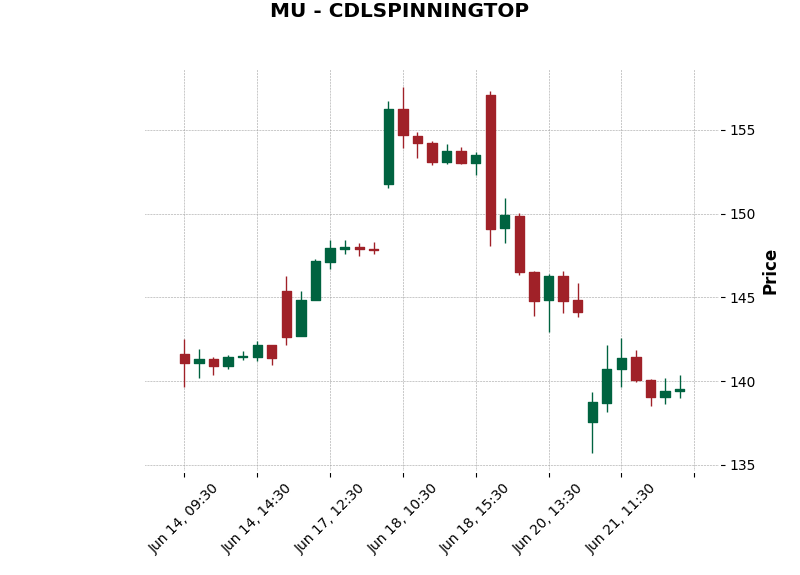 MU - CDLSPINNINGTOP
155
150
145
140
135
Price
Jun 14, 09:30
Jun 14, 14:30
Jun 17, 12:30
Jun 18, 10:30
Jun 18, 15:30
Jun 20, 13:30
Jun 21, 11:30